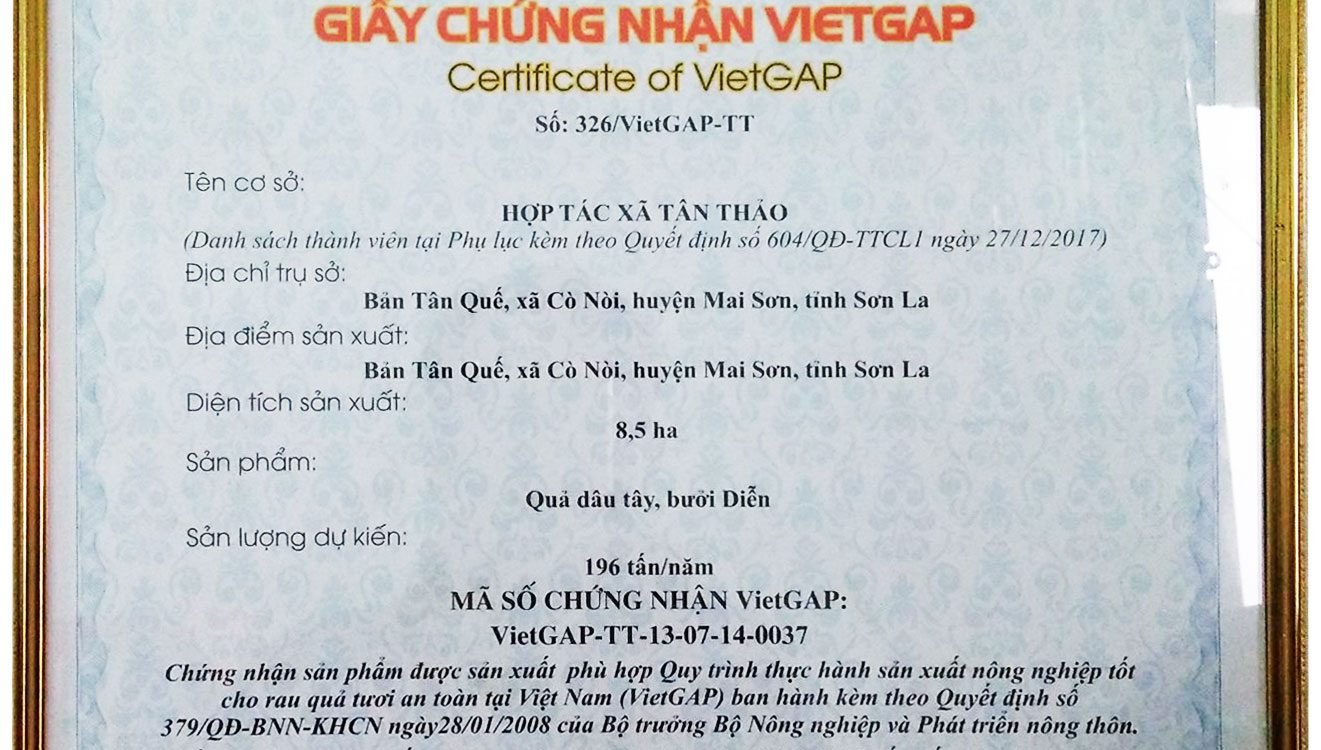 GIẤY CHỨNG NHẬN VIETGAP
Certificate of VietGAP
Số: 326/VietGAP-TT
Tên cơ sở:
HỢP TÁC XÃ TÂN THẢO
(Danh sách thành viên tại Phụ lục kèm theo Quyết định số 604/QĐ-TTCL1 ngày 27/12/2017)
Địa chỉ trụ sở:
Bản Tân Quế, xã Cò Nòi, huyện Mai Sơn, tỉnh Sơn La
Địa điểm sản xuất:
Bản Tân Quế, xã Cò Nòi, huyện Mai Sơn, tỉnh Sơn La
Diện tích sản xuất:
8,5 ha
Sản phẩm:
Quả dâu tây, bưởi Diễn
Sản lượng dự kiến:
196 tấn/năm
MÃ SỐ CHỨNG NHẬN VietGAP:
VietGAP-TT-13-07-14-0037
Chứng nhận sản phẩm được sản xuất phù hợp Quy trình thực hành sản xuất nông nghiệp tốt
cho rau quả tươi an toàn tại Việt Nam (VietGAP) ban hành kèm theo Quyết định số
379/QĐ-BNN-KHCN ngày28/01/2008 của Bộ trưởng Bộ Nông nghiệp và Phát triển nông thôn.